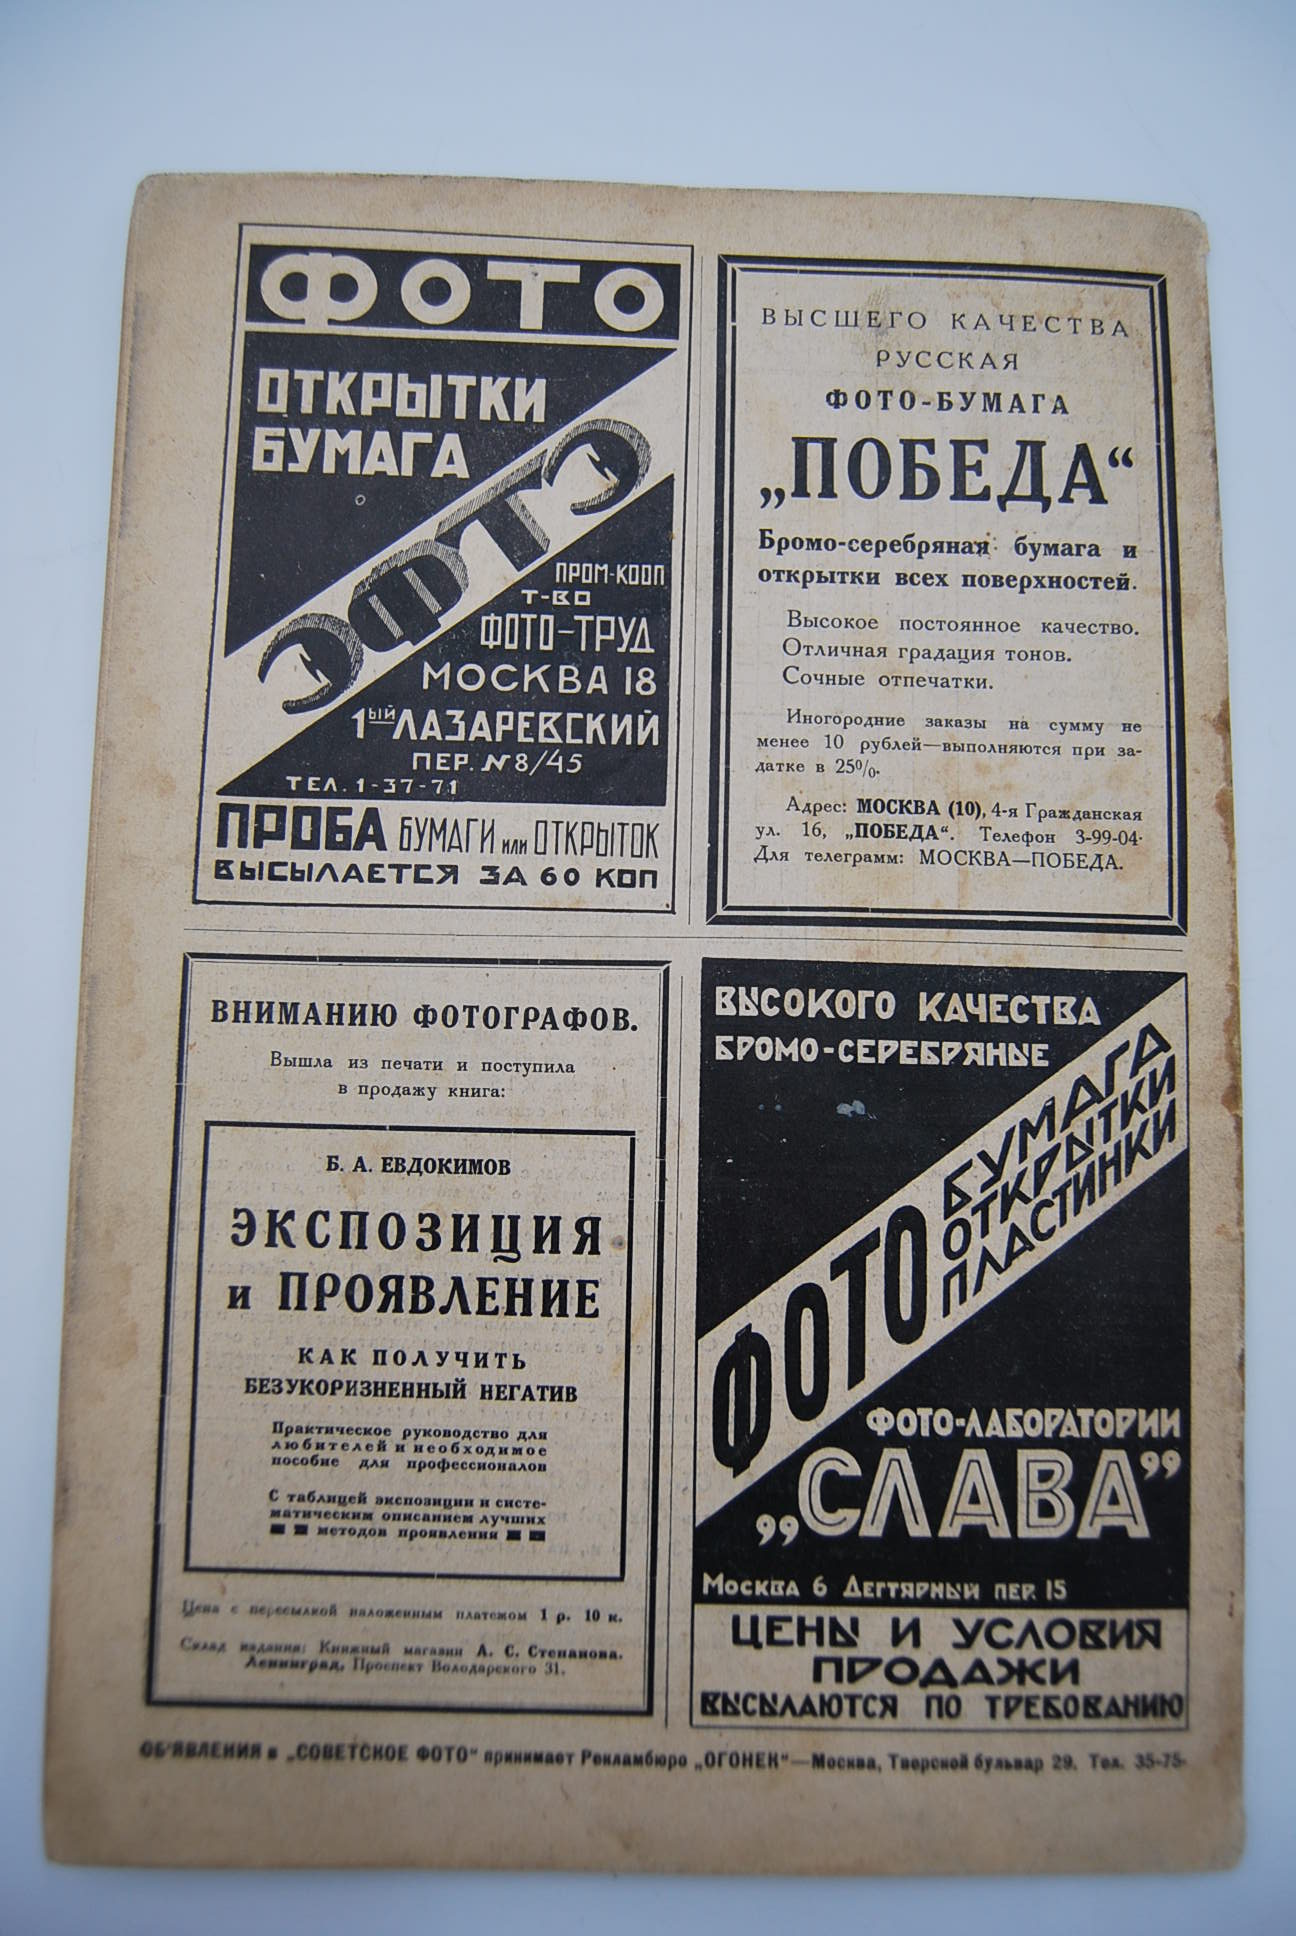 ФОТО
ОТКРЫТКИ
БУМАГА
ЭФТЭ
ПРОМ-КООП
Т-ВО
ФОТО-ТРУД
МОСКВА 18
1ый ЛАЗАРЕВСКИЙ
ПЕР. №8/45
ТЕЛ. 1-37-71
ПРОБА БУМАГИ или ОТКРЫТОК
ВЫСЫЛАЕТСЯ ЗА 60 КОП
ВЫСШЕГО КАЧЕСТВА
РУССКАЯ
ФОТО-БУМАГА
„ПОБЕДА“
Бромо-серебряная бумага и
открытки всех поверхностей.
Высокое постоянное качество.
Отличная градация тонов.
Сочные отпечатки.
Иногородние заказы на сумму не
менее 10 рублей—выполняются при за-
датке в 25%.
Адрес: МОСКВА (10), 4-я Гражданская
ул. 16, „ПОБЕДА“. Телефон 3-99-04.
Для телеграмм: МОСКВА—ПОБЕДА.
ВНИМАНИЮ ФОТОГРАФОВ.
Вышла из печати и поступила
в продажу книга:
Б. А. ЕВДОКИМОВ
ЭКСПОЗИЦИЯ
и ПРОЯВЛЕНИЕ
КАК ПОЛУЧИТЬ
БЕЗУКОРИЗНЕННЫЙ НЕГАТИВ
Практическое руководство для
любителей и необходимое
пособие для профессионалов
С таблицей экспозиции и систе-
матическим описанием лучших
методов проявления
Цена с пересылкой наложенным платежом 1 р. 10 к.
Склад издания: Книжный магазин А. С. Степанова.
Ленинград, Проспект Володарского 31.
ВЫСОКОГО КАЧЕСТВА
БРОМО-СЕРЕБРЯНЫЕ
ФОТО
БУМАГА
ОТКРЫТКИ
ПЛАСТИНКИ
ФОТО-ЛАБОРАТОРИИ
„СЛАВА”
МОСКВА 6 ДЕГТЯРНЫЙ ПЕР. 15
ЦЕНЫ И УСЛОВИЯ
ПРОДАЖИ
ВЫСЫЛАЮТСЯ ПО ТРЕБОВАНИЮ
ОБ'ЯВЛЕНИЯ в „СОВЕТСКОЕ ФОТО“ принимает Рекламбюро „ОГОНЕК“—Москва, Тверской бульвар 29. Тел. 35-75.